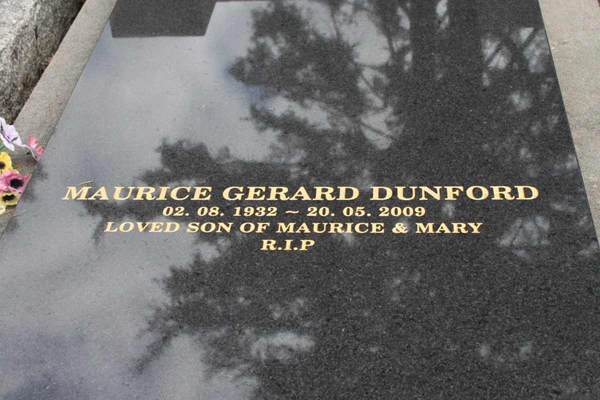 MAURICE GERARD DUNFORD
02. 08. 1932 ~ 20. 05. 2009
LOVED SON OF MAURICE & MARY
R.I.P